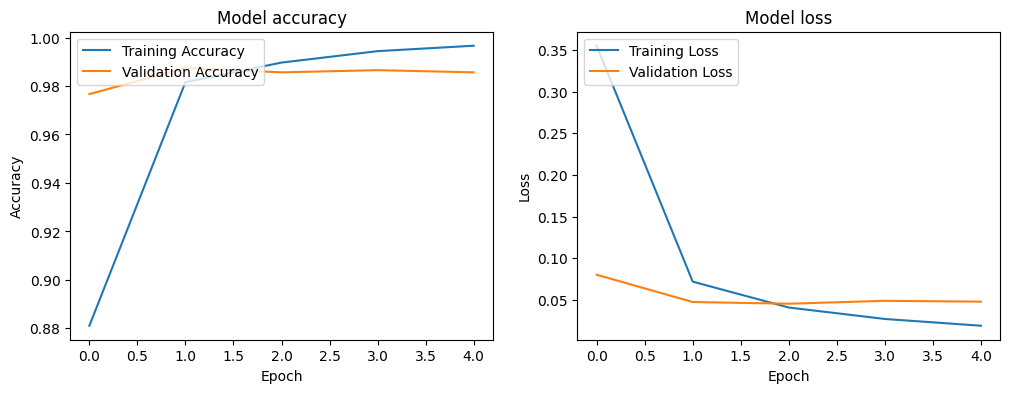 Model accuracy
Training Accuracy
Validation Accuracy
1.00
0.98
0.96
0.94
0.92
0.90
0.88
Accuracy
0.0 0.5 1.0 1.5 2.0 2.5 3.0 3.5 4.0
Epoch
Model loss
Training Loss
Validation Loss
0.35
0.30
0.25
0.20
0.15
0.10
0.05
Loss
0.0 0.5 1.0 1.5 2.0 2.5 3.0 3.5 4.0
Epoch